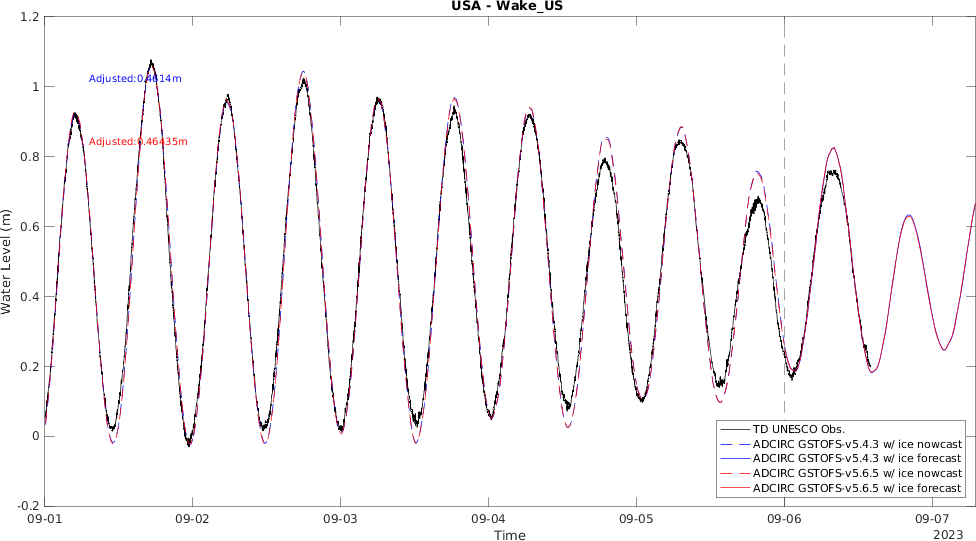 USA - Wake_US
1.2
1
0.8
0.6
0.4
0.2
0
-0.2
Water Level (m)
Adjusted:0.4614m
Adjusted:0.46435m
TD UNESCO Obs.
ADCIRC GSTOFS-v5.4.3 w/ ice nowcast
ADCIRC GSTOFS-v5.4.3 w/ ice forecast
ADCIRC GSTOFS-v5.6.5 w/ ice nowcast
ADCIRC GSTOFS-v5.6.5 w/ ice forecast
09-01 09-02 09-03 09-04 09-05 09-06 09-07
Time
2023